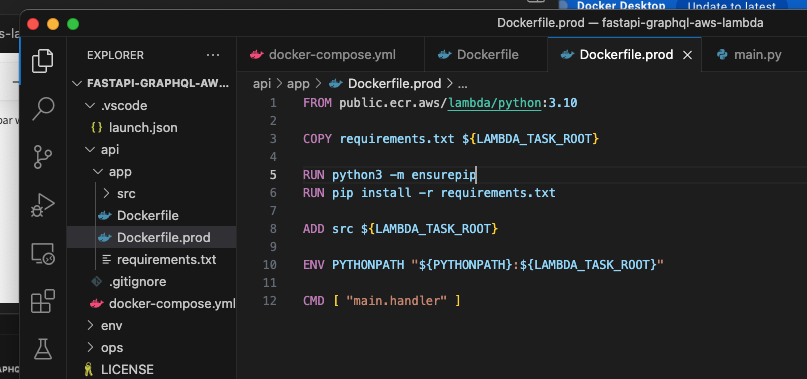 Docker Desktop
Update to latest
Dockerfile.prod — fastapi-graphql-aws-lambda
EXPLORER ...
FASTAPI-GRAPHQL-AW...
.vscode
{} launch.json
api
app
src
Dockerfile
Dockerfile.prod
requirements.txt
.gitignore
docker-compose.yml
env
ops
LICENSE
docker-compose.yml Dockerfile Dockerfile.prod main.py
api > app > Dockerfile.prod > ...
1 FROM public.ecr.aws/lambda/python:3.10
2
3 COPY requirements.txt ${LAMBDA_TASK_ROOT}
4
5 RUN python3 -m ensurepip
6 RUN pip install -r requirements.txt
7
8 ADD src ${LAMBDA_TASK_ROOT}
9
10 ENV PYTHONPATH "${PYTHONPATH}:${LAMBDA_TASK_ROOT}"
11
12 CMD [ "main.handler" ]